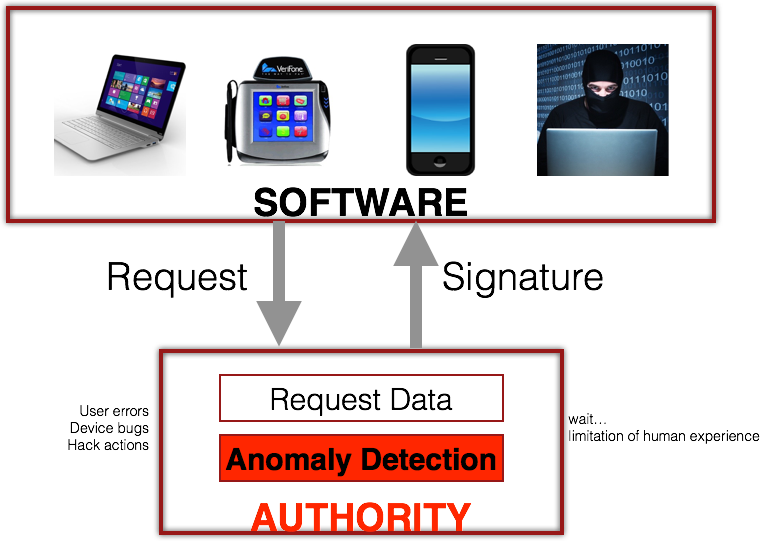 VeriFone
SOFTWARE
Request
Signature
Request Data
User errors
Device bugs
Hack actions
wait…
limitation of human experience
Anomaly Detection
AUTHORITY